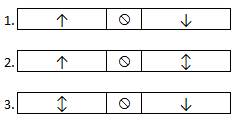 1. ↑ ⦸ ↓
2. ↑ ⦸ ↕
3. ↕ ⦸ ↓